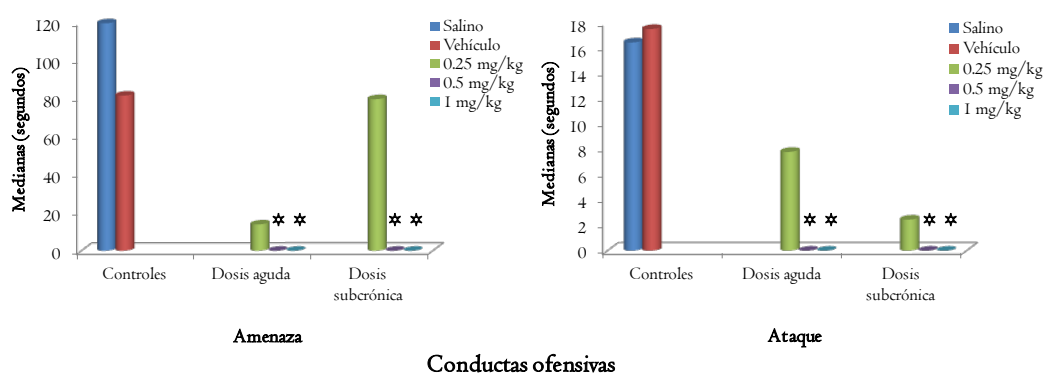 120
100
80
60
40
20
0
Medianas (segundos)
Salino
Vehículo
0.25 mg/kg
0.5 mg/kg
1 mg/kg
Controles
Dosis aguda
Dosis
subcrónica
Amenaza
18
16
14
12
10
8
6
4
2
0
Medianas (segundos)
Salino
Vehículo
0.25 mg/kg
0.5 mg/kg
1 mg/kg
Controles
Dosis aguda
Dosis
subcrónica
Ataque
Conductas ofensivas